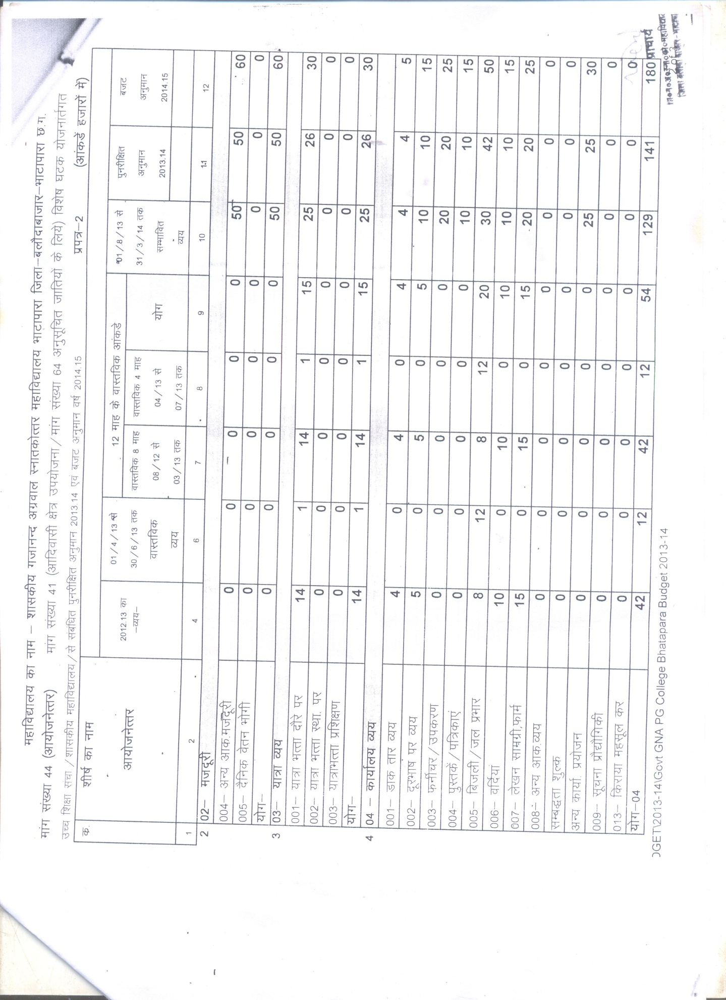 महाविद्यालय का नाम – शासकीय गजानन्द अग्रवाल स्नातकोत्तर महाविद्यालय भाटापारा जिला–बलौदाबाजार–भाटापारा छ.ग.
मांग संख्या 44 (आयोजनेत्तर) मांग संख्या 41 (आदिवासी क्षेत्र उपयोजना/मांग संख्या 64 अनुसूचित जातियों के लिये) विशेष घटक योजनार्तगत
उच्च शिक्षा संचा/शासकीय महाविद्यालय/से संबंधित पुनरीक्षित अनुमान 2013.14 एवं बजट अनुमान वर्ष 2014.15 प्रपत्र–2 (आंकडें हजारों में)
क. शीर्ष का नाम
आयोजनेत्तर
2012.13 का
–व्यय–
01/4/13 से
30/6/13 तक
वास्तविक
व्यय
12 माह के वास्तविक आंकडे
वास्तविक 8 माह
08/12 से
03/13 तक
वास्तविक 4 माह
04/13 से
07/13 तक
योग
01/8/13 से
31/3/14 तक
सम्भावित
व्यय
पुनरीक्षित
अनुमान
2013.14
बजट
अनुमान
2014.15
1 2 4 6 7 8 9 10 11 12
2 02– मजदूरी
004– अन्य आक.मजदूरी 0 0 0 0 0 50 50 60
005– दैनिक वेतन भोगी 0 0 0 0 0 0 0 0
योग– 0 0 0 0 0 50 50 60
3 03– यात्रा व्यय
001– यात्रा भत्ता दौरे पर 14 1 14 1 15 25 26 30
002– यात्रा भत्ता स्था. पर 0 0 0 0 0 0 0 0
003– यात्राभत्ता प्रशिक्षण 0 0 0 0 0 0 0 0
योग– 14 1 14 1 15 25 26 30
4 04 – कार्यालय व्यय
001– डाक तार व्यय 4 0 4 0 4 4 4 5
002– दूरभाष पर व्यय 5 0 5 0 5 10 10 15
003– फर्नीचर/उपकरण 0 0 0 0 0 20 20 25
004– पुस्तकें/पत्रिकाएं 0 0 0 0 0 10 10 15
005– बिजली/जल प्रभार 8 12 8 12 20 30 42 50
006– वर्दियां 10 0 10 0 10 10 10 15
007– लेखन सामग्री,फार्म 15 0 15 0 15 20 20 25
008– अन्य आक.व्यय 0 0 0 0 0 0 0 0
सम्बद्धता शुल्क 0 0 0 0 0 0 0 0
अन्य कार्या. प्रयोजन 0 0 0 0 0 25 25 30
009– सूचना प्रौद्यौगिकी 0 0 0 0 0 0 0 0
013– किराया महसूल कर 0 0 0 0 0 0 0 0
योग–04 42 12 42 12 54 129 141 180
प्राचार्य
GET\2013-14\Govt GNA PG College Bhatapara Budget 2013-14